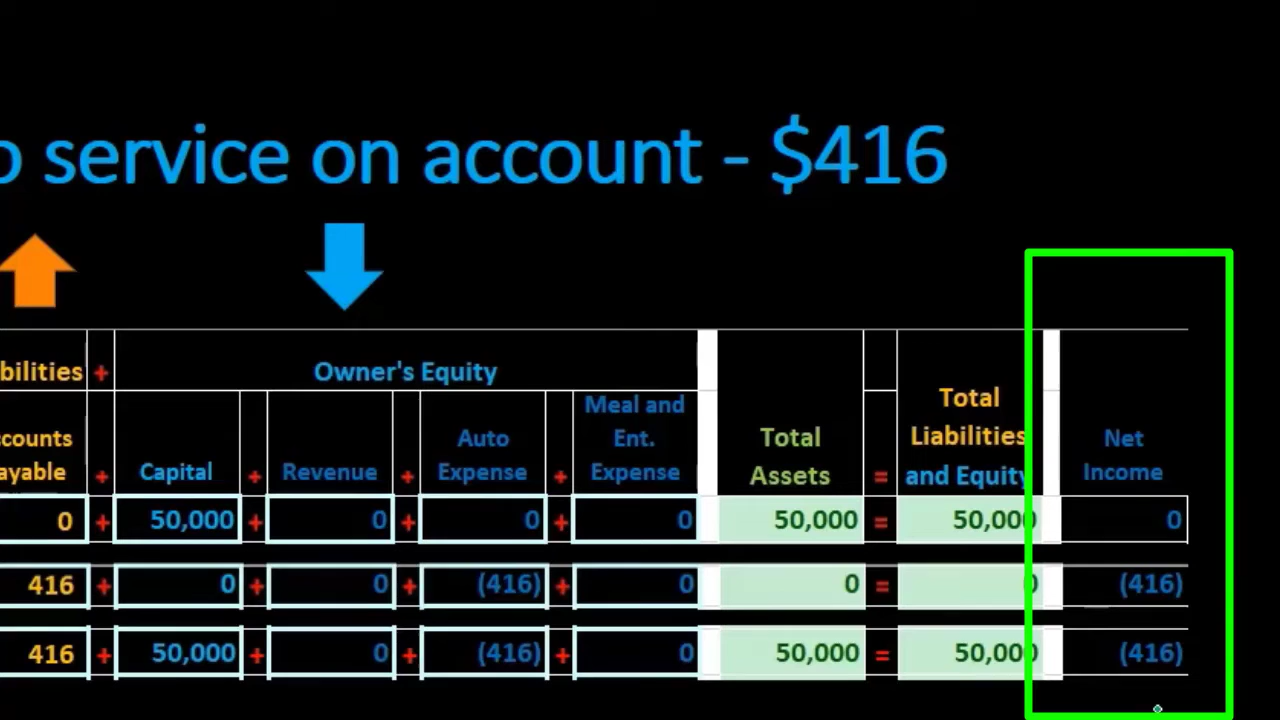 o service on account - $416
bilities + Owner's Equity
ccounts ayable + Capital + Revenue + Auto Expense + Meal and Ent. Expense Total Assets = Total Liabilities and Equity Net Income
0 + 50,000 + 0 + 0 + 0 50,000 = 50,000 0
416 + 0 + 0 + (416) + 0 0 = 0 (416)
416 + 50,000 + 0 + (416) + 0 50,000 = 50,000 (416)